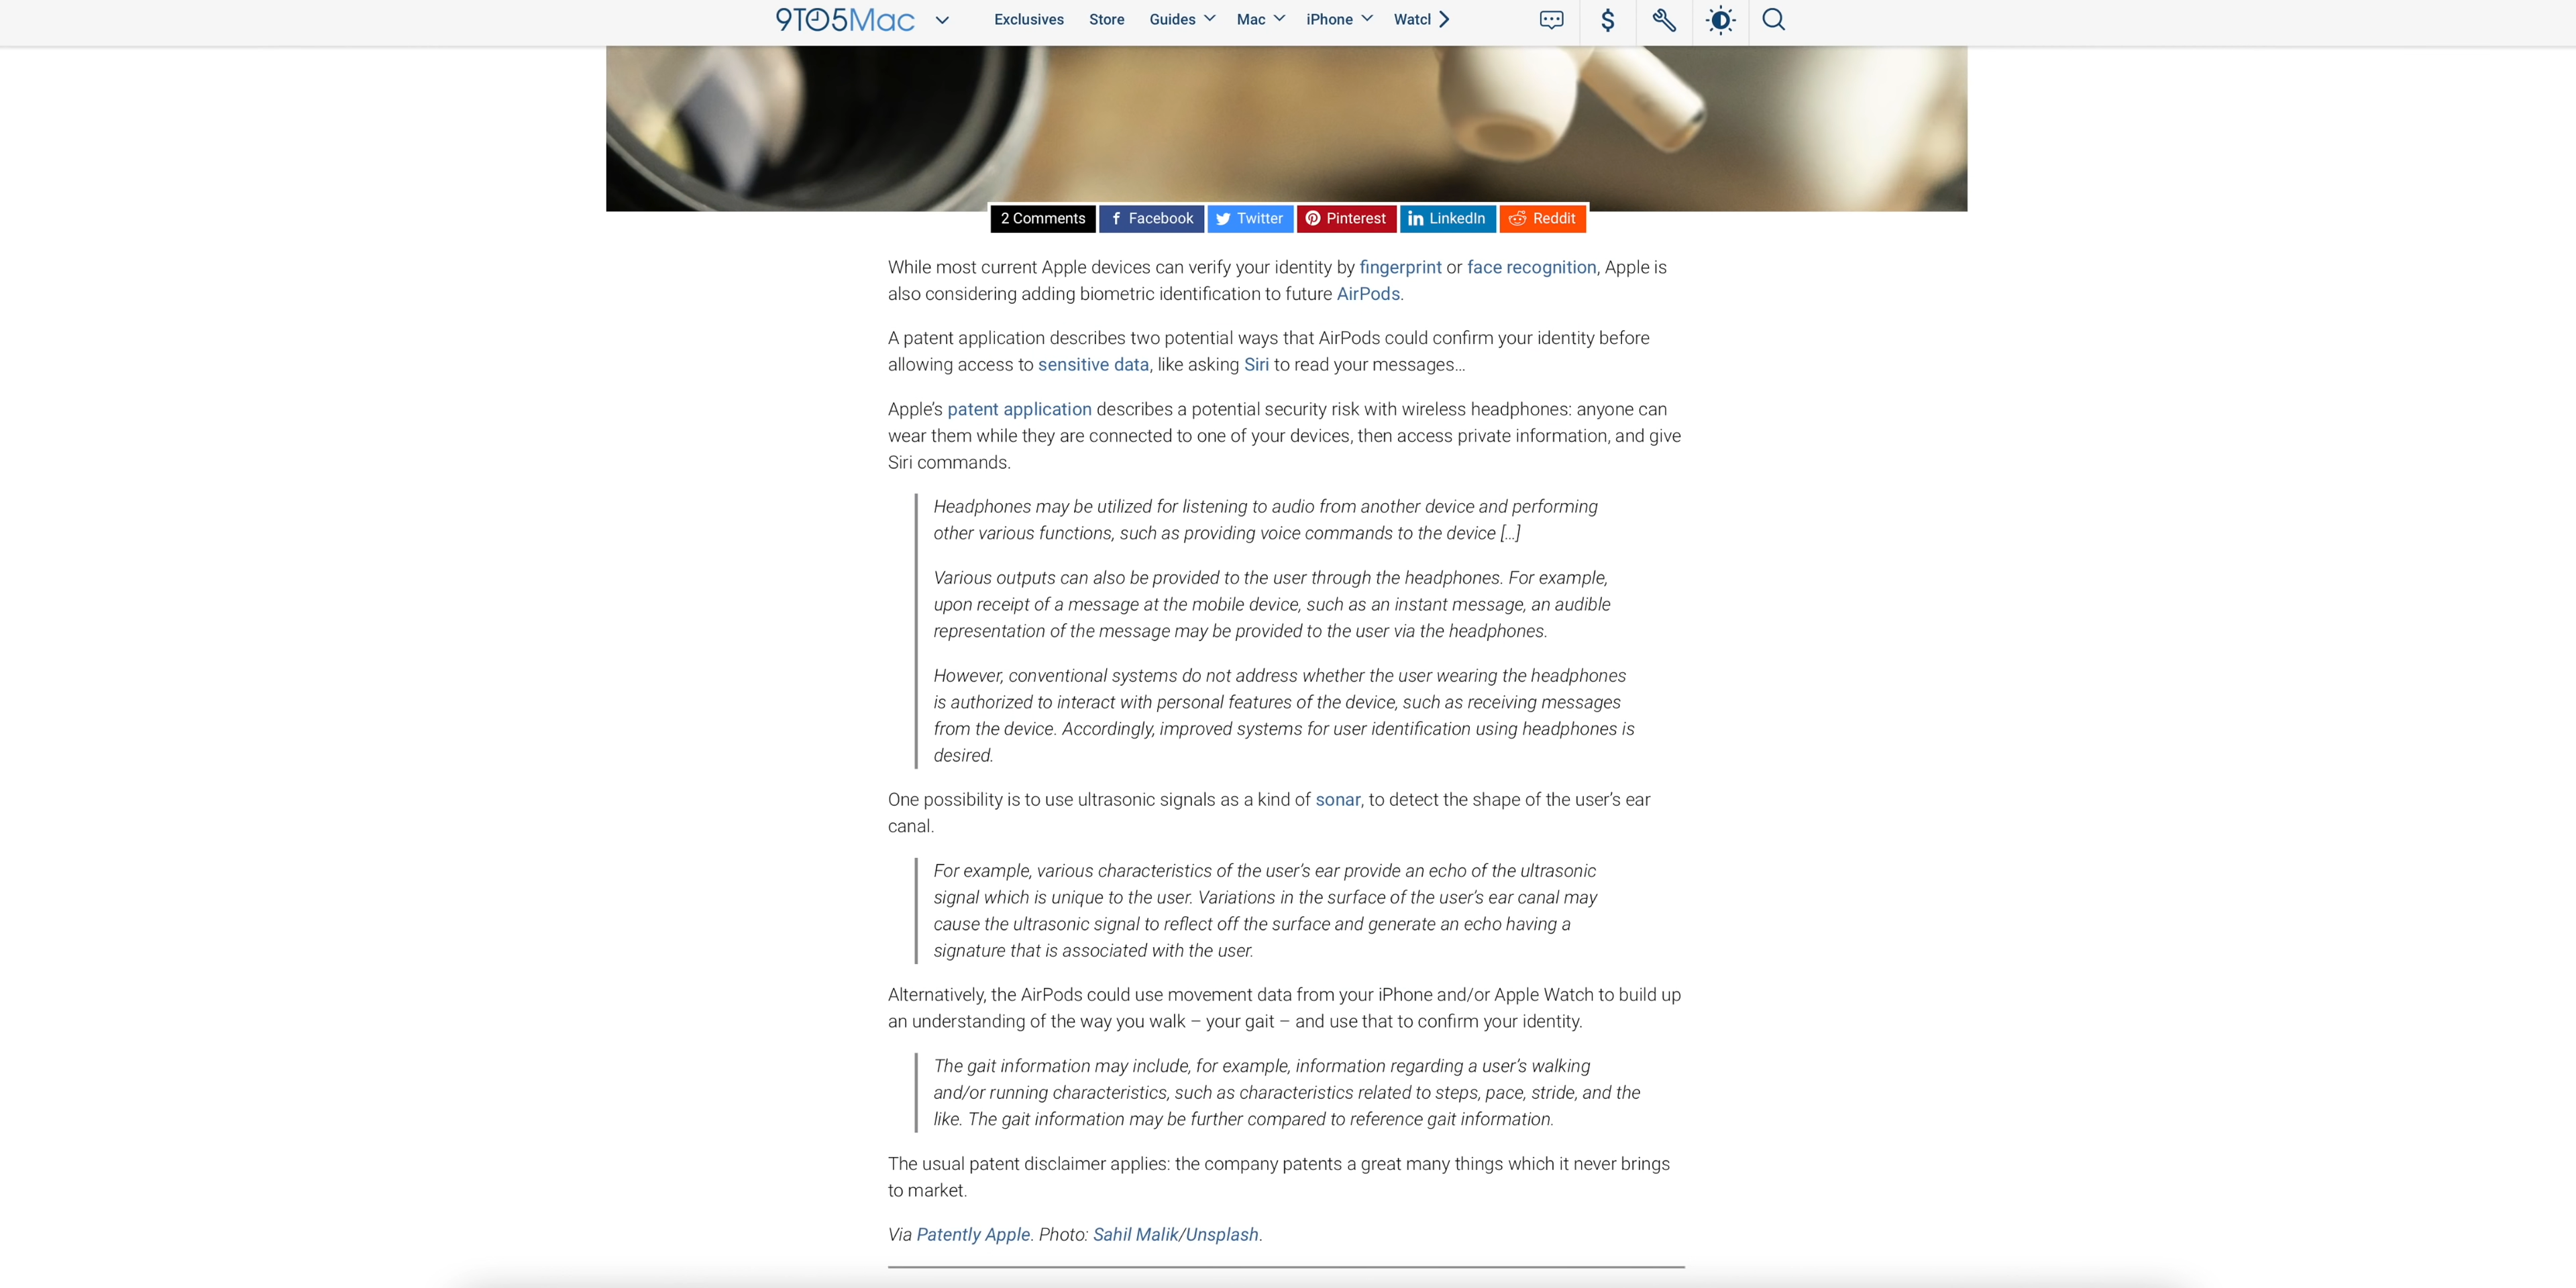 9TO5Mac
Exclusives
Store
Guides
Mac
iPhone
Watcl
2 Comments
Facebook
Twitter
Pinterest
LinkedIn
Reddit
While most current Apple devices can verify your identity by fingerprint or face recognition, Apple is
also considering adding biometric identification to future AirPods.
A patent application describes two potential ways that AirPods could confirm your identity before
allowing access to sensitive data, like asking Siri to read your messages…
Apple’s patent application describes a potential security risk with wireless headphones: anyone can
wear them while they are connected to one of your devices, then access private information, and give
Siri commands.
Headphones may be utilized for listening to audio from another device and performing
other various functions, such as providing voice commands to the device […]
Various outputs can also be provided to the user through the headphones. For example,
upon receipt of a message at the mobile device, such as an instant message, an audible
representation of the message may be provided to the user via the headphones.
However, conventional systems do not address whether the user wearing the headphones
is authorized to interact with personal features of the device, such as receiving messages
from the device. Accordingly, improved systems for user identification using headphones is
desired.
One possibility is to use ultrasonic signals as a kind of sonar, to detect the shape of the user’s ear
canal.
For example, various characteristics of the user’s ear provide an echo of the ultrasonic
signal which is unique to the user. Variations in the surface of the user’s ear canal may
cause the ultrasonic signal to reflect off the surface and generate an echo having a
signature that is associated with the user.
Alternatively, the AirPods could use movement data from your iPhone and/or Apple Watch to build up
an understanding of the way you walk – your gait – and use that to confirm your identity.
The gait information may include, for example, information regarding a user’s walking
and/or running characteristics, such as characteristics related to steps, pace, stride, and the
like. The gait information may be further compared to reference gait information.
The usual patent disclaimer applies: the company patents a great many things which it never brings
to market.
Via Patently Apple. Photo: Sahil Malik/Unsplash.